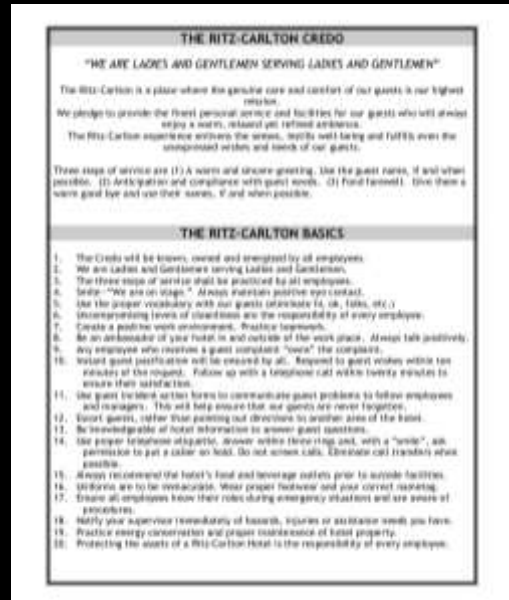 THE RITZ-CARLTON CREDO
"WE ARE LADIES AND GENTLEMEN SERVING LADIES AND GENTLEMEN"
The Ritz-Carlton is a place where the genuine care and comfort of our guests is our highest
mission.
We pledge to provide the finest personal service and facilities for our guests who will always
enjoy a warm, relaxed yet refined ambience.
The Ritz-Carlton experience enlivens the senses, instills well-being and fulfills even the
unexpressed wishes and needs of our guests.
Three steps of service are (1) A warm and sincere greeting. Use the guest name, if and when
possible. (2) Anticipation and compliance with guest needs. (3) Fond farewell. Give them a
warm good bye and use their names, if and when possible.
THE RITZ-CARLTON BASICS
1. The Credo will be known, owned and energized by all employees.
2. We are Ladies and Gentlemen serving Ladies and Gentlemen.
3. The three steps of service shall be practiced by all employees.
4. Smile "We are on stage." Always maintain positive eye contact.
5. Use the proper vocabulary with our guests (eliminate hi, ok, folks, etc.)
6. Uncompromising levels of cleanliness are the responsibility of every employee.
7. Create a positive work environment. Practice teamwork.
8. Be an ambassador of your hotel in and outside of the work place. Always talk positively.
9. Any employee who receives a guest complaint "owns" the complaint.
10. Instant guest pacification will be ensured by all. Respond to guest wishes within ten
minutes of the request. Follow up with a telephone call within twenty minutes to
ensure their satisfaction.
11. Use guest incident action forms to communicate guest problems to fellow employees
and managers. This will help ensure that our guests are never forgotten.
12. Escort guests, rather than pointing out directions to another area of the hotel.
13. Be knowledgeable of hotel information to answer guest questions.
14. Use proper telephone etiquette. Answer within three rings and, with a "smile", ask
permission to put a caller on hold. Do not screen calls. Eliminate call transfers when
possible.
15. Always recommend the hotel's food and beverage outlets prior to outside facilities.
16. Uniforms are to be immaculate. Wear proper footwear and your correct nametag.
17. Ensure all employees know their roles during emergency situations and are aware of
procedures.
18. Notify your supervisor immediately of hazards, injuries or assistance needs you have.
19. Practice energy conservation and proper maintenance of hotel property.
20. Protecting the assets of a Ritz-Carlton Hotel is the responsibility of every employee.